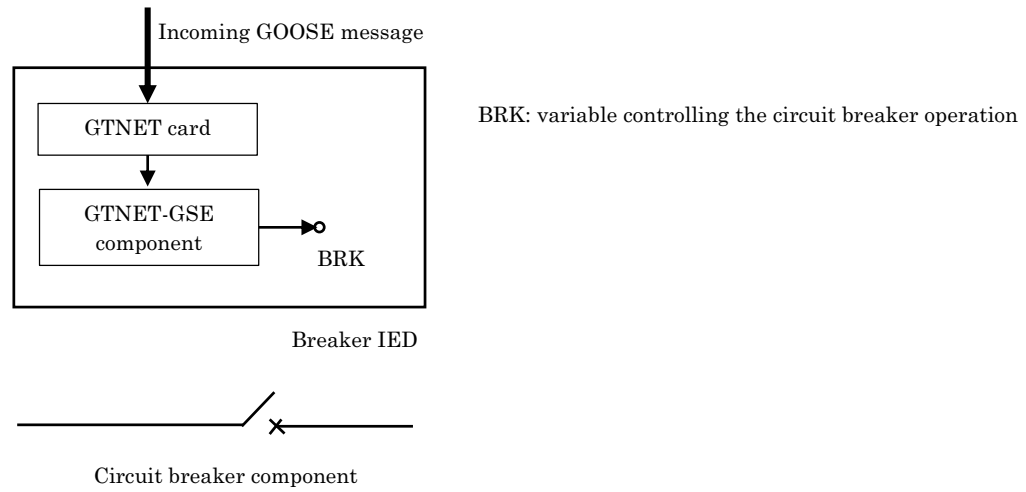 Incoming GOOSE message
GTNET card
BRK: variable controlling the circuit breaker operation
GTNET-GSE
component
BRK
Breaker IED
Circuit breaker component